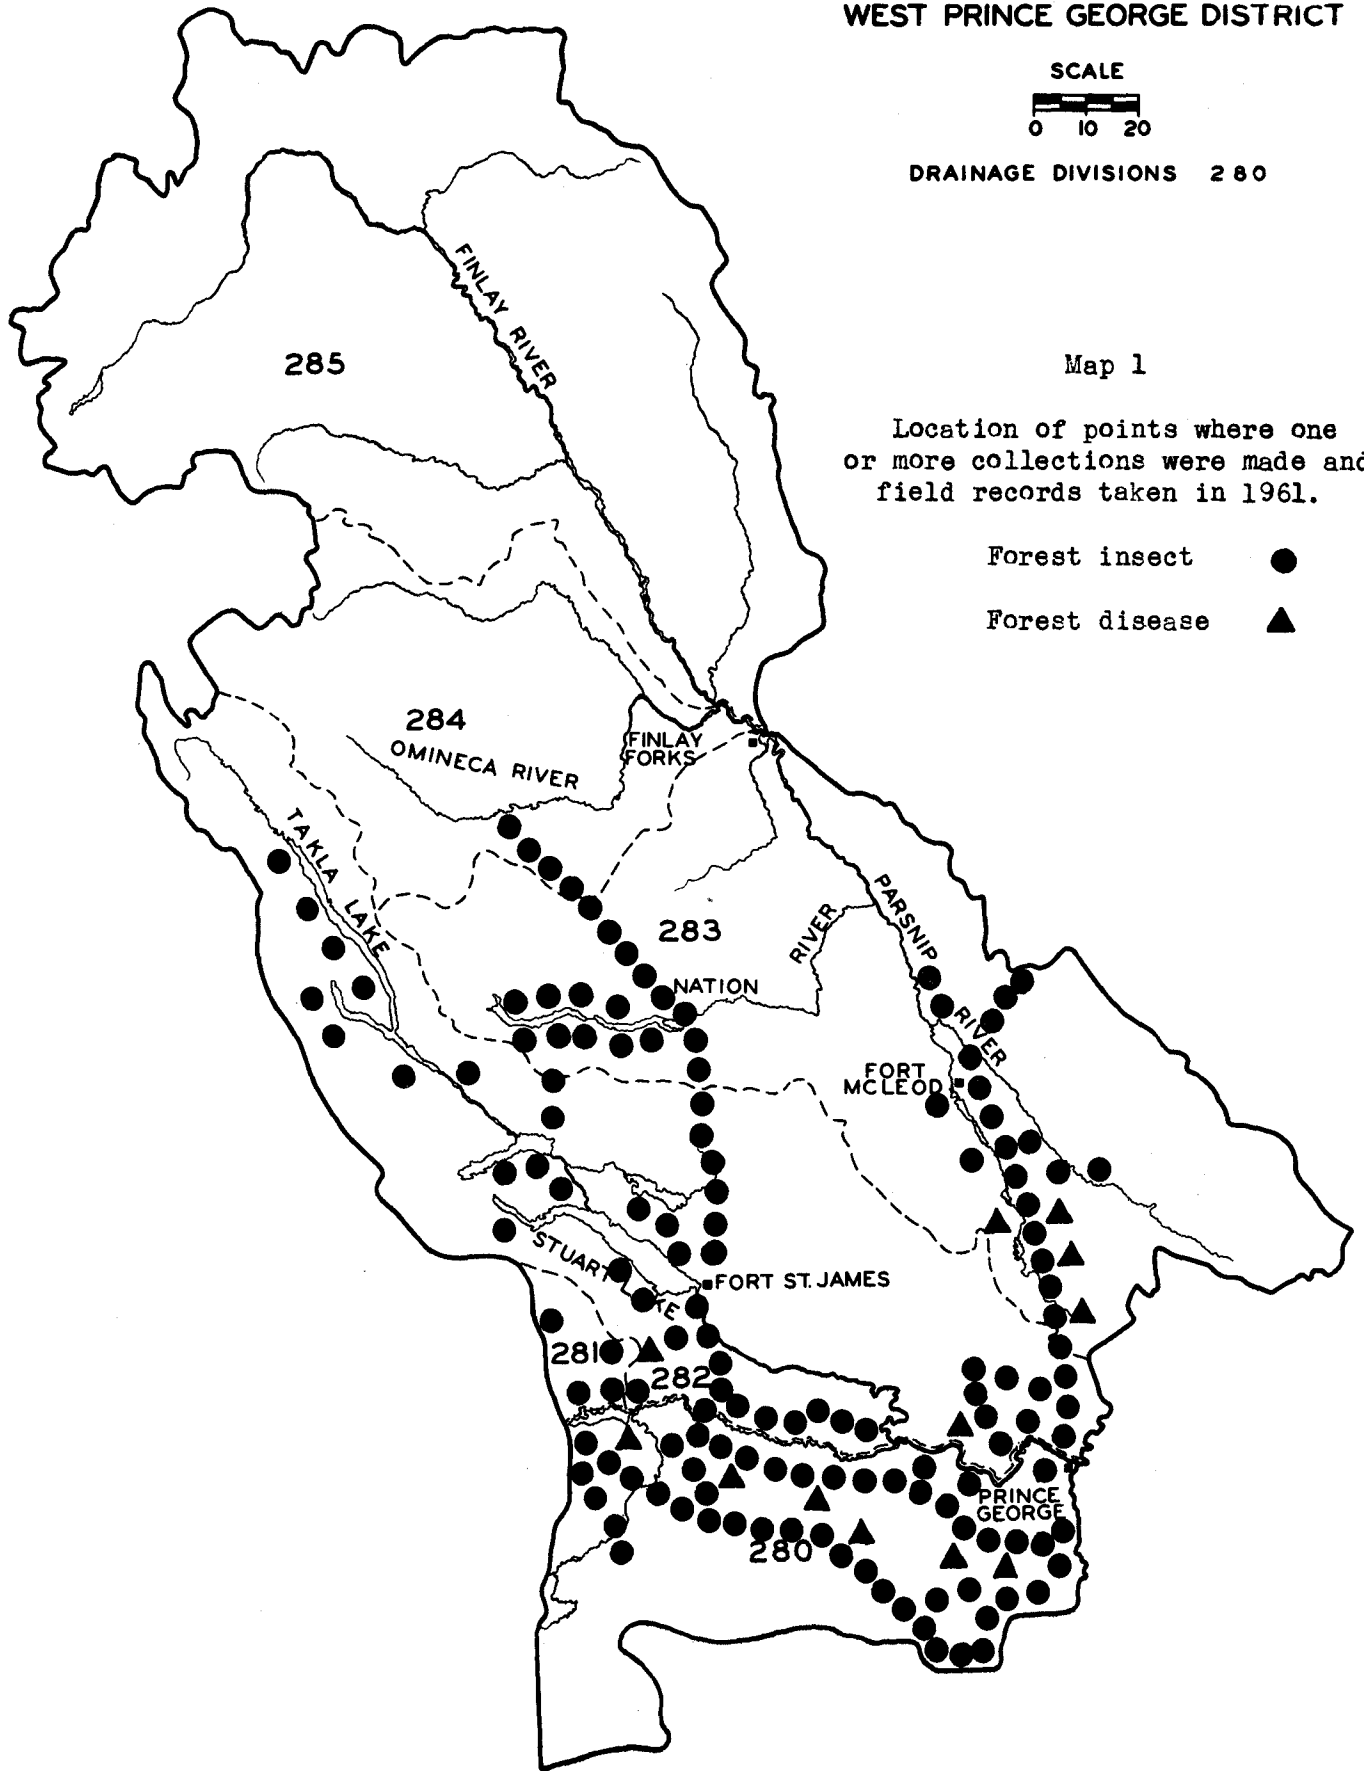 WEST PRINCE GEORGE DISTRICT
SCALE
0 10 20
DRAINAGE DIVISIONS 280
Map 1
Location of points where one
or more collections were made and
field records taken in 1961.
Forest insect
Forest disease
FINLAY RIVER
285
284
OMINECA RIVER
FINLAY
FORKS
TAKLA LAKE
283
NATION RIVER
PARSNIP RIVER
FORT
MCLEOD
STUART
FORT ST. JAMES
281
282
PRINCE
GEORGE
280